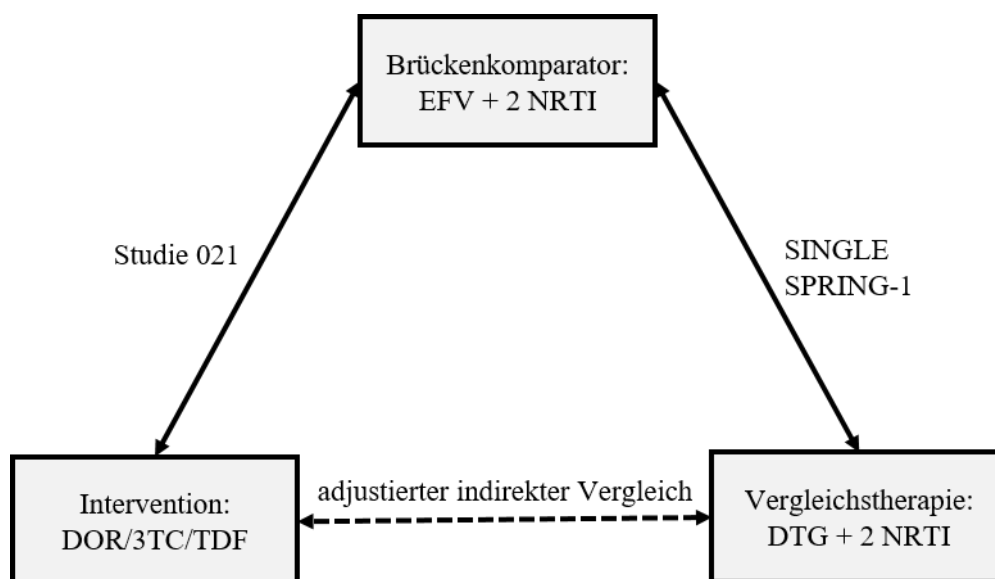 Brückenkomparator:
EFV + 2 NRTI
Studie 021
SINGLE
SPRING-1
Intervention:
DOR/3TC/TDF
adjustierter indirekter Vergleich
Vergleichstherapie:
DTG + 2 NRTI